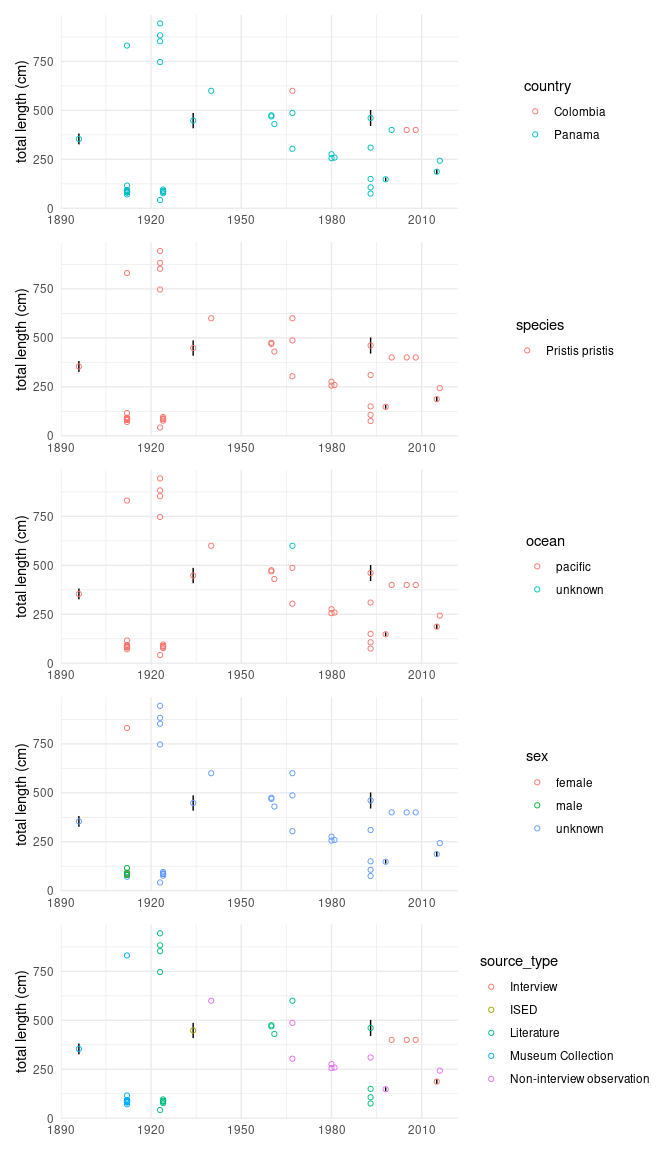 total length (cm)
750
500
250
0
1890
1920
1950
1980
2010
country
Colombia
Panama
total length (cm)
750
500
250
0
1890
1920
1950
1980
2010
species
Pristis pristis
total length (cm)
750
500
250
0
1890
1920
1950
1980
2010
ocean
pacific
unknown
total length (cm)
750
500
250
0
1890
1920
1950
1980
2010
sex
female
male
unknown
total length (cm)
750
500
250
0
1890
1920
1950
1980
2010
source_type
Interview
ISED
Literature
Museum Collection
Non-interview observation